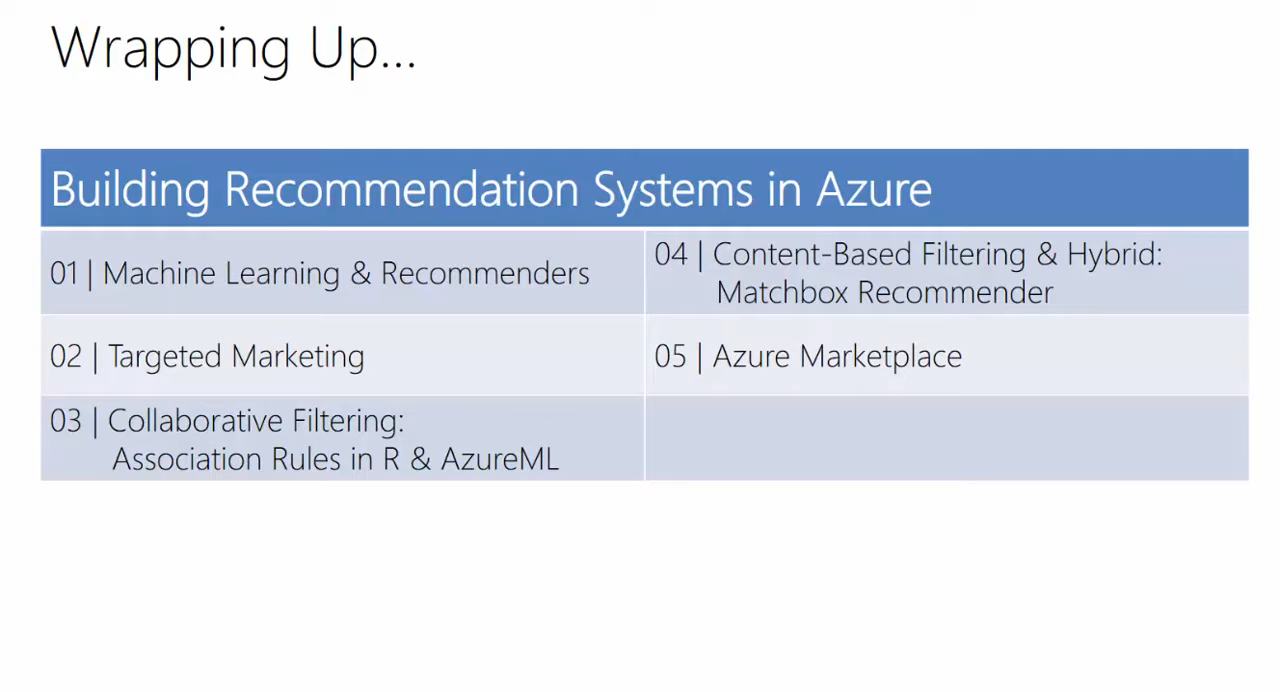 Wrapping Up...
Building Recommendation Systems in Azure
01 | Machine Learning & Recommenders
02 | Targeted Marketing
03 | Collaborative Filtering:
Association Rules in R & AzureML
04 | Content-Based Filtering & Hybrid:
Matchbox Recommender
05 | Azure Marketplace